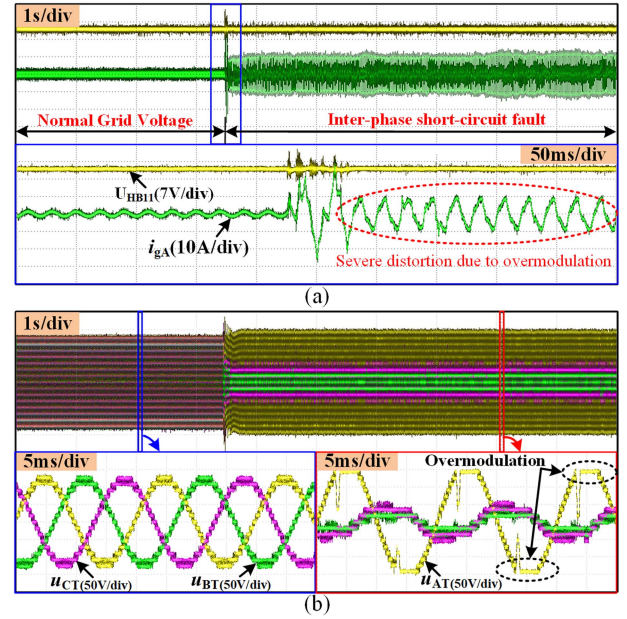 1s/div
Normal Grid Voltage
Inter-phase short-circuit fault
50ms/div
UHB11(7V/div)
igA(10A/div)
Severe distortion due to overmodulation
(a)
1s/div
5ms/div
uCT(50V/div)
uBT(50V/div)
5ms/div
Overmodulation
uAT(50V/div)
(b)